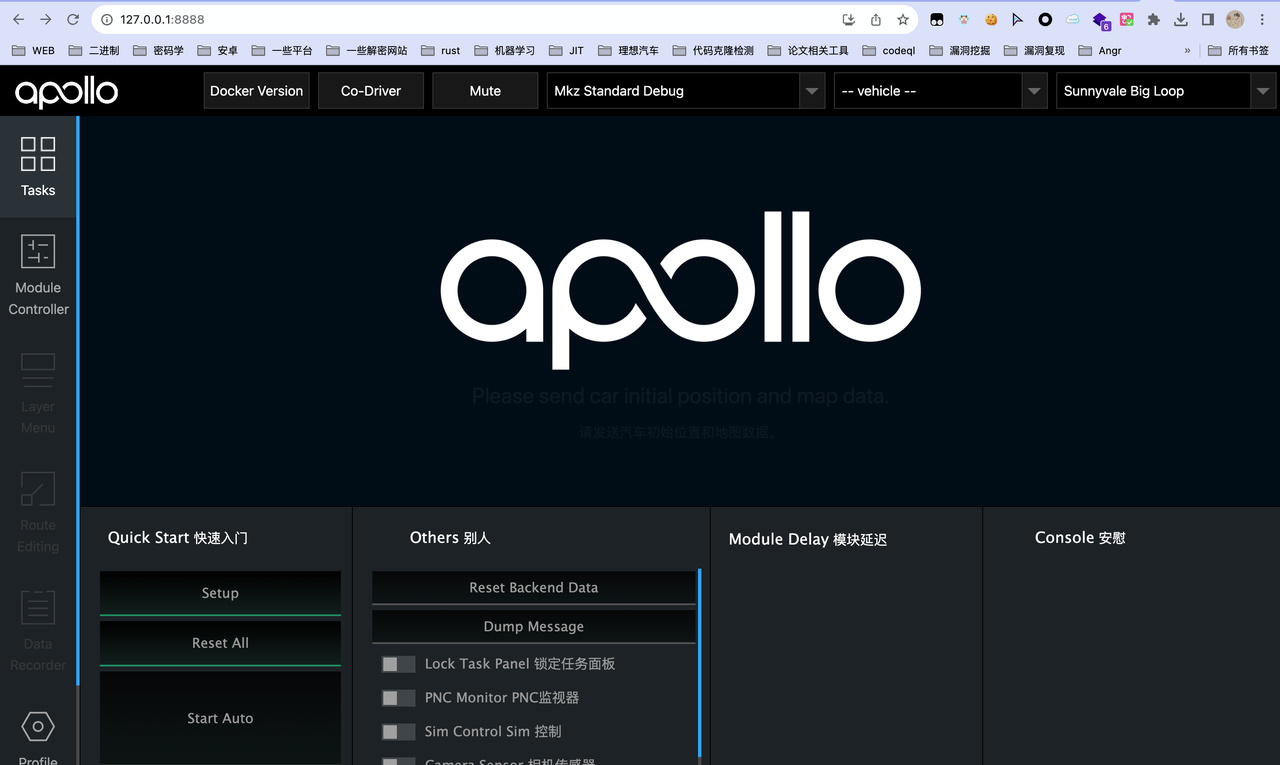 127.0.0.1:8888
6
WEB 二进制 密码学 安卓 一些平台 一些解密网站 rust 机器学习 JIT 理想汽车 代码克隆检测 论文相关工具 codeql 漏洞挖掘 漏洞复现 Angr » 所有书签
apollo Docker Version Co-Driver Mute Mkz Standard Debug -- vehicle -- Sunnyvale Big Loop
Tasks
Module
Controller
Layer
Menu
Route
Editing
Data
Recorder
Profile
apollo
Please send car initial position and map data.
请发送汽车初始位置和地图数据。
Quick Start 快速入门
Setup
Reset All
Start Auto
Others 别人
Reset Backend Data
Dump Message
Lock Task Panel 锁定任务面板
PNC Monitor PNC监视器
Sim Control Sim 控制
Camera Sensor 相机传感器
Module Delay 模块延迟
Console 安慰